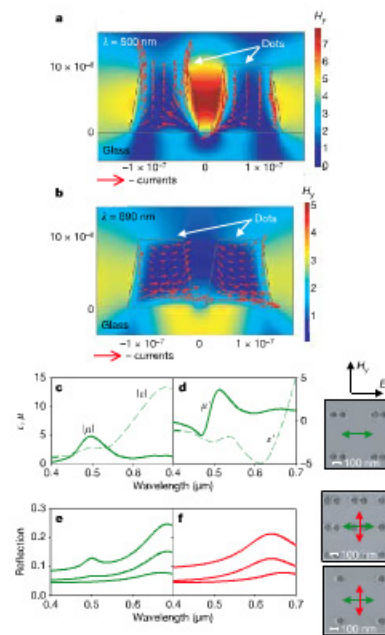 a
Hy
λ = 500 nm
Dots
10 × 10⁻⁸
0
Glass
8
7
6
5
4
3
2
1
0
−1 × 10⁻⁷ 0 1 × 10⁻⁷
– currents
b
Hy
λ = 690 nm
Dots
10 × 10⁻⁸
0
Glass
5
4
3
2
1
−1 × 10⁻⁷ 0 1 × 10⁻⁷
– currents
c d
ε, μ
15
10
5
0
|ε|
|μ|
μ′
ε′
5
0
−5
0.4 0.5 0.6 0.4 0.5 0.6 0.7
Wavelength (μm) Wavelength (μm)
Hy
100 nm
e f
Reflection
0.3
0.2
0.1
0.0
0.4 0.5 0.6 0.4 0.5 0.6 0.7
Wavelength (μm) Wavelength (μm)
100 nm
100 nm